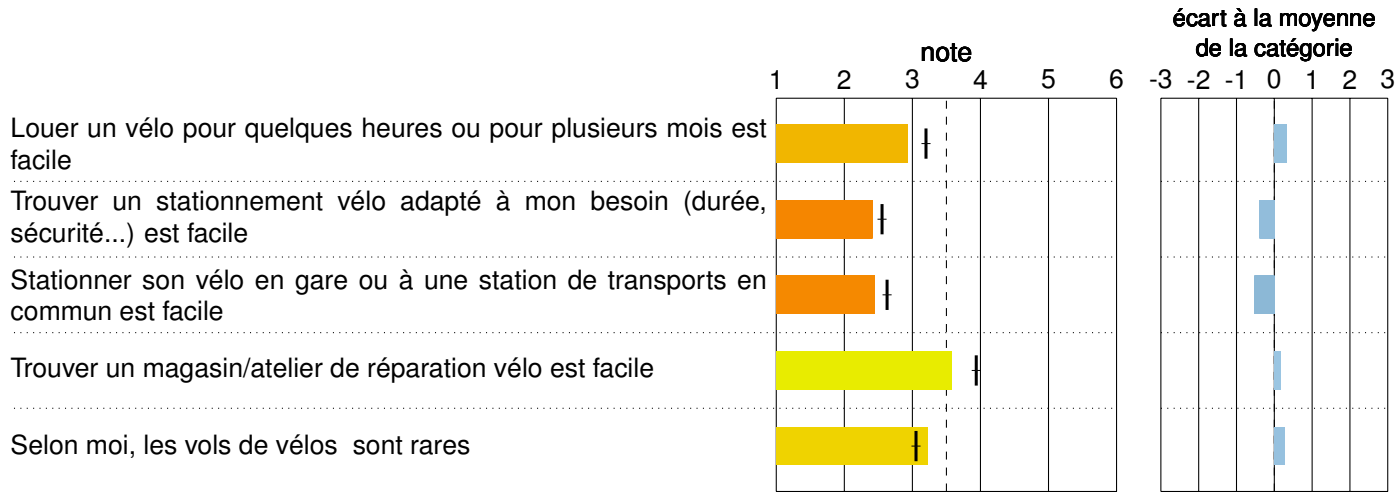 écart à la moyenne
note de la catégorie
1 2 3 4 5 6 -3 -2 -1 0 1 2 3
Louer un vélo pour quelques heures ou pour plusieurs mois est
facile
Trouver un stationnement vélo adapté à mon besoin (durée,
sécurité...) est facile
Stationner son vélo en gare ou à une station de transports en
commun est facile
Trouver un magasin/atelier de réparation vélo est facile
Selon moi, les vols de vélos sont rares